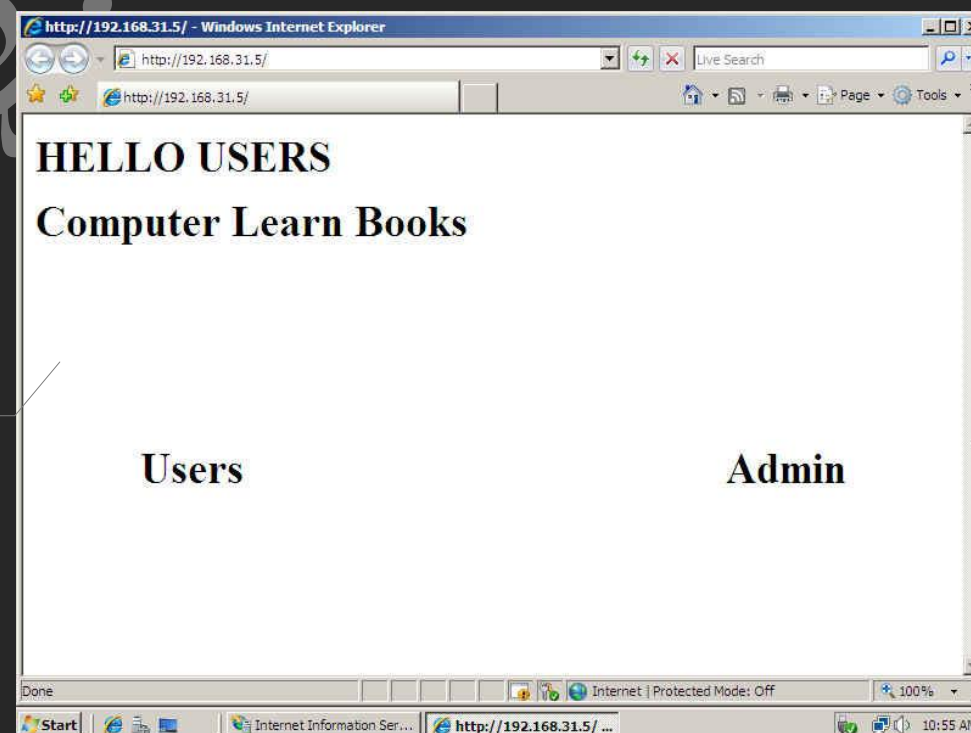 http://192.168.31.5/ - Windows Internet Explorer
http://192.168.31.5/ Live Search
http://192.168.31.5/ Page Tools
HELLO USERS
Computer Learn Books
Users Admin
Done Internet | Protected Mode: Off 100%
Start Internet Information Ser... http://192.168.31.5/ ... 10:55 AM